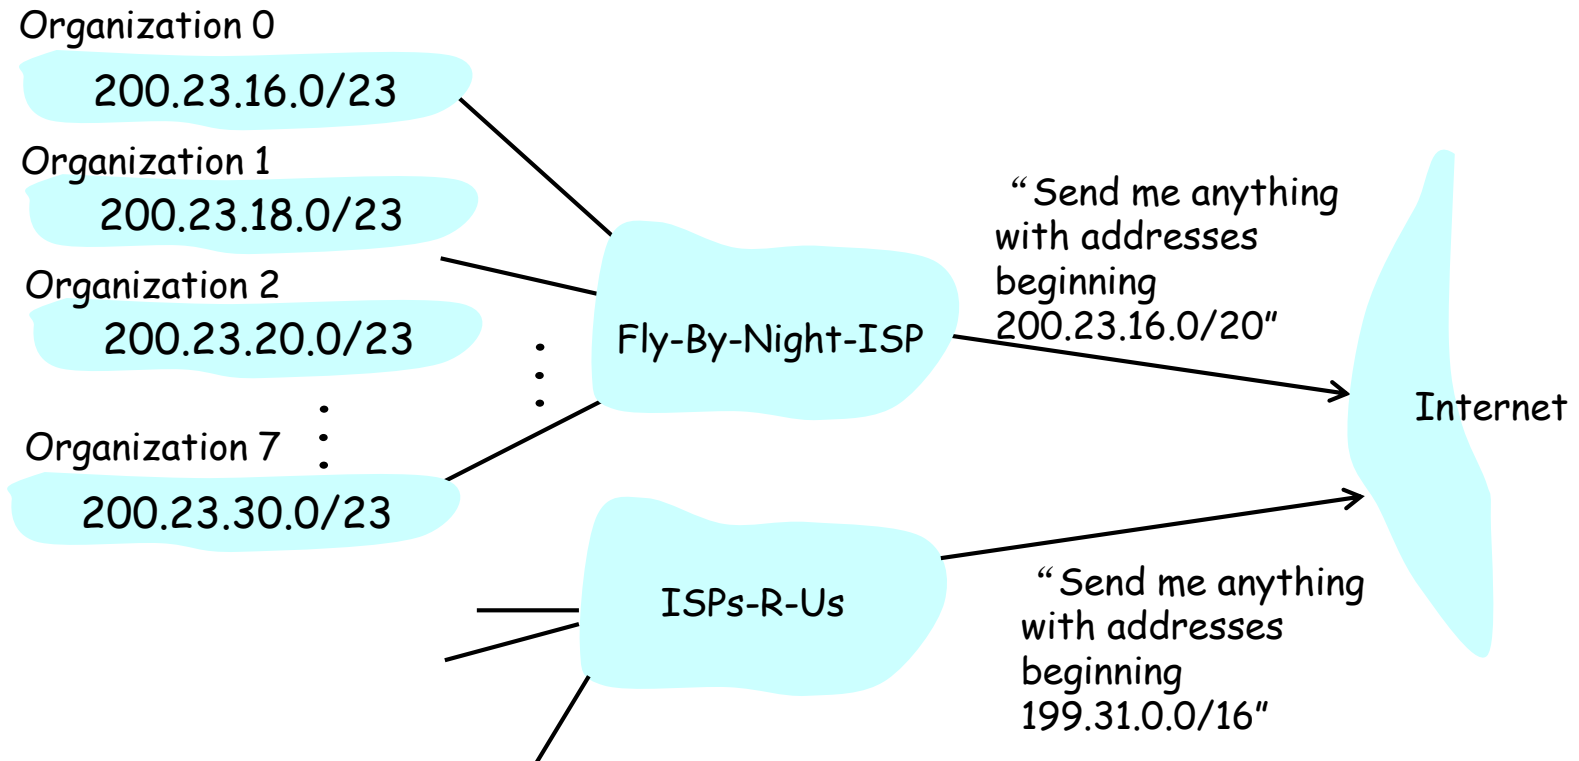 Organization 0
200.23.16.0/23
Organization 1
200.23.18.0/23
Organization 2
200.23.20.0/23
Organization 7
200.23.30.0/23
Fly-By-Night-ISP
“Send me anything
with addresses
beginning
200.23.16.0/20”
Internet
ISPs-R-Us
“Send me anything
with addresses
beginning
199.31.0.0/16”